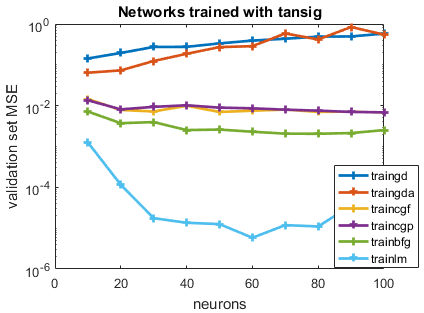 Networks trained with tansig
10^0
10^-2
10^-4
10^-6
validation set MSE
0
20
40
60
80
100
neurons
traingd
traingda
traincgf
traincgp
trainbfg
trainlm